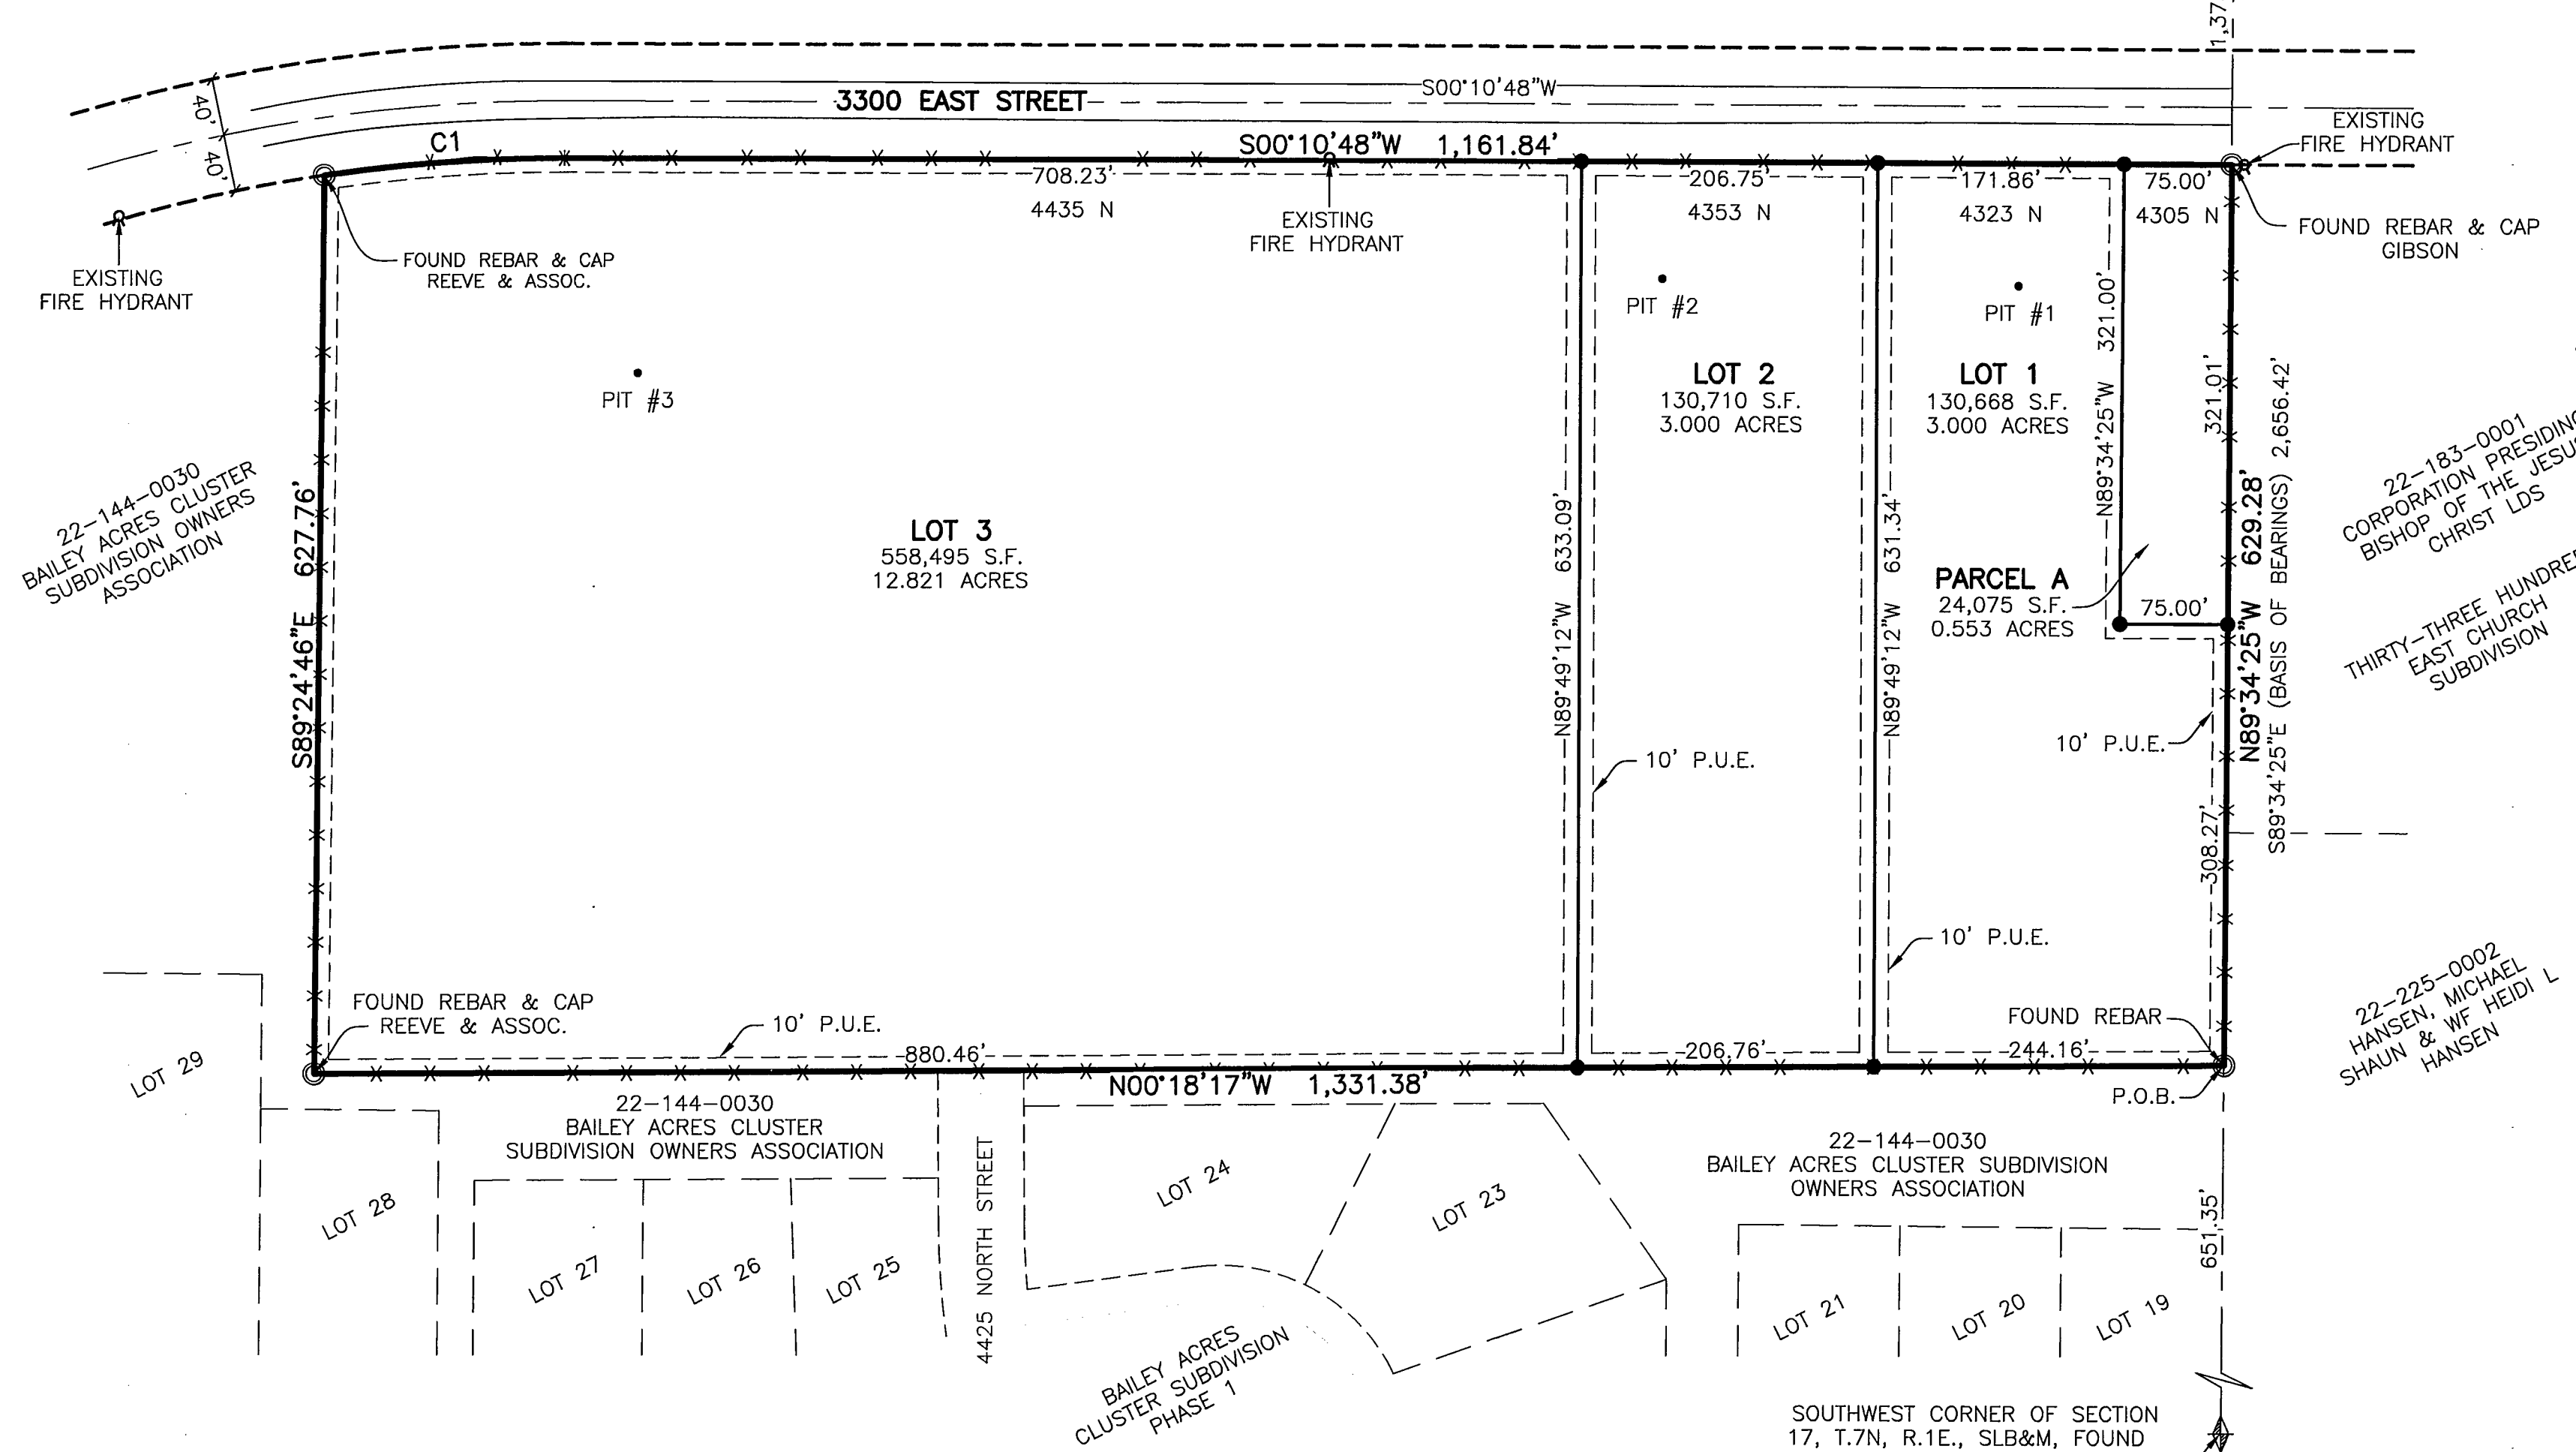 1,37
S00°10'48"W
3300 EAST STREET
40'
40'
C1
S00°10'48"W 1,161.84'
EXISTING
FIRE HYDRANT
708.23'
4435 N
206.75'
4353 N
171.86'
4323 N
75.00'
4305 N
EXISTING
FIRE HYDRANT
FOUND REBAR & CAP
GIBSON
FOUND REBAR & CAP
REEVE & ASSOC.
EXISTING
FIRE HYDRANT
PIT #3
PIT #2
PIT #1
LOT 2
130,710 S.F.
3.000 ACRES
LOT 1
130,668 S.F.
3.000 ACRES
N89°34'25"W 321.00'
321.01'
N89°34'25"W 629.28'
S89°34'25"E (BASIS OF BEARINGS) 2,656.42'
22-183-0001
CORPORATION PRESIDING
BISHOP OF THE JESUS
CHRIST LDS
22-144-0030
BAILEY ACRES CLUSTER
SUBDIVISION OWNERS
ASSOCIATION
S89°24'46"E 627.76'
LOT 3
558,495 S.F.
12.821 ACRES
N89°49'12"W 633.09'
N89°49'12"W 631.34'
PARCEL A
24,075 S.F.
0.553 ACRES
75.00'
THIRTY-THREE HUNDRED
EAST CHURCH
SUBDIVISION
10' P.U.E.
10' P.U.E.
308.27'
10' P.U.E.
22-225-0002
HANSEN, MICHAEL
SHAUN & WF HEIDI L
HANSEN
FOUND REBAR & CAP
REEVE & ASSOC.
10' P.U.E.
FOUND REBAR
880.46'
206.76'
244.16'
N00°18'17"W 1,331.38'
P.O.B.
LOT 29
22-144-0030
BAILEY ACRES CLUSTER
SUBDIVISION OWNERS ASSOCIATION
22-144-0030
BAILEY ACRES CLUSTER SUBDIVISION
OWNERS ASSOCIATION
LOT 28
LOT 27
LOT 26
LOT 25
4425 NORTH STREET
LOT 24
LOT 23
LOT 21
LOT 20
LOT 19
651.35'
BAILEY ACRES
CLUSTER SUBDIVISION
PHASE 1
SOUTHWEST CORNER OF SECTION
17, T.7N, R.1E., SLB&M, FOUND